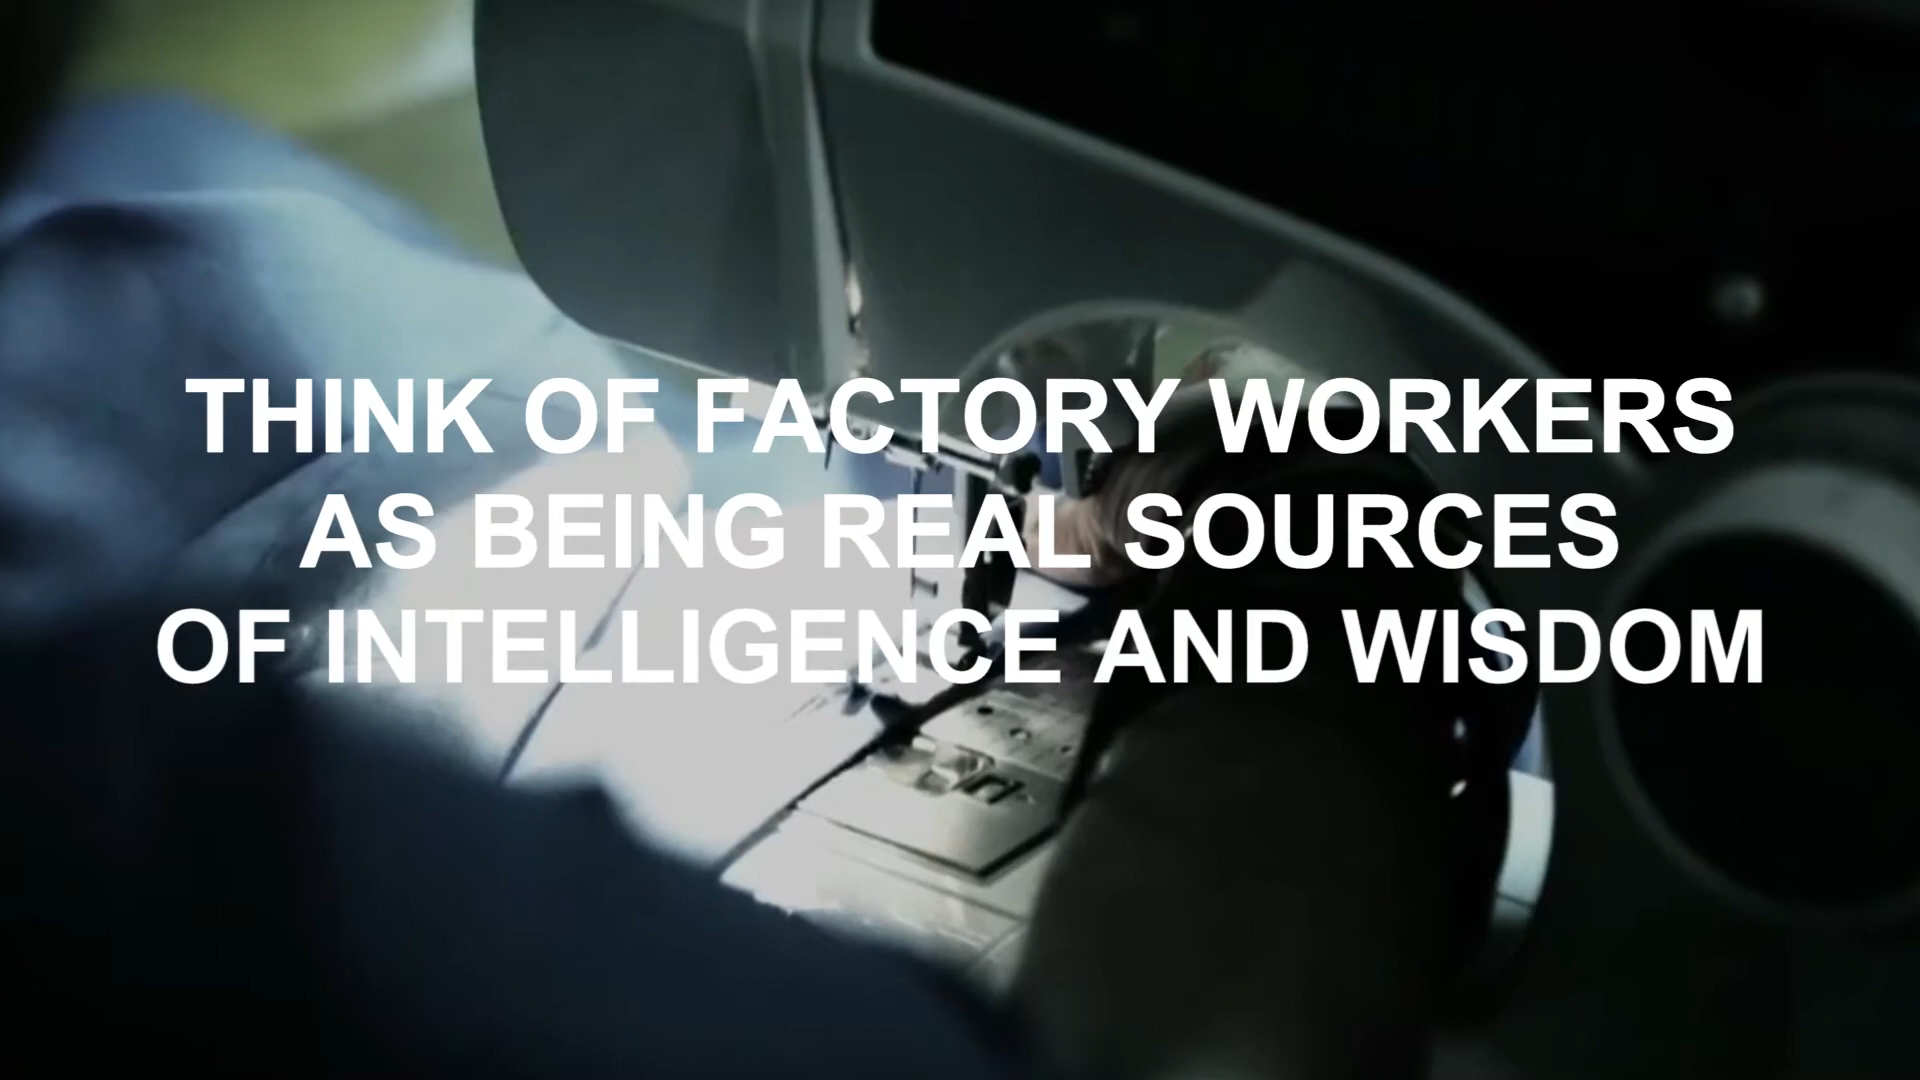 THINK OF FACTORY WORKERS
AS BEING REAL SOURCES
OF INTELLIGENCE AND WISDOM